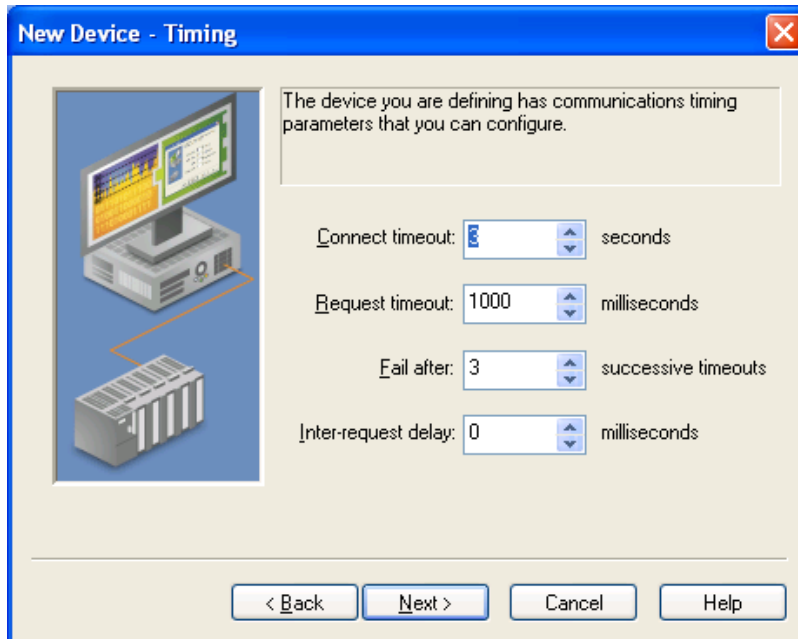 New Device - Timing
The device you are defining has communications timing
parameters that you can configure.
Connect timeout: 3 seconds
Request timeout: 1000 milliseconds
Fail after: 3 successive timeouts
Inter-request delay: 0 milliseconds
< Back Next > Cancel Help